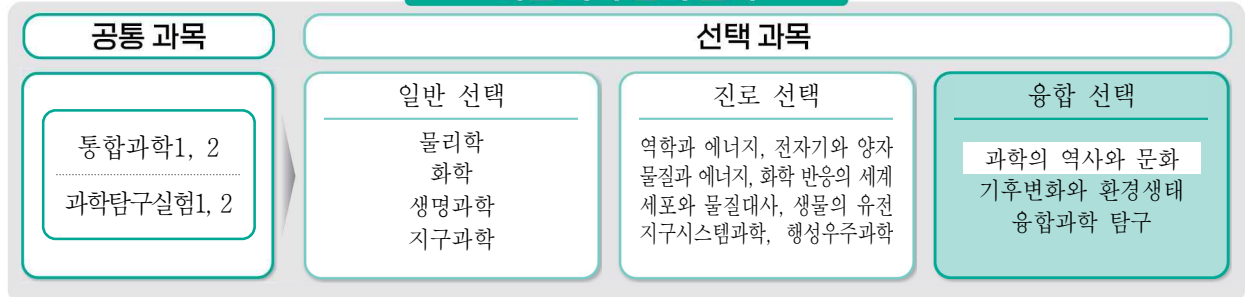 공통 과목
선택 과목
통합과학1, 2
과학탐구실험1, 2
일반 선택
물리학
화학
생명과학
지구과학
진로 선택
역학과 에너지, 전자기와 양자
물질과 에너지, 화학 반응의 세계
세포와 물질대사, 생물의 유전
지구시스템과학, 행성우주과학
융합 선택
과학의 역사와 문화
기후변화와 환경생태
융합과학 탐구